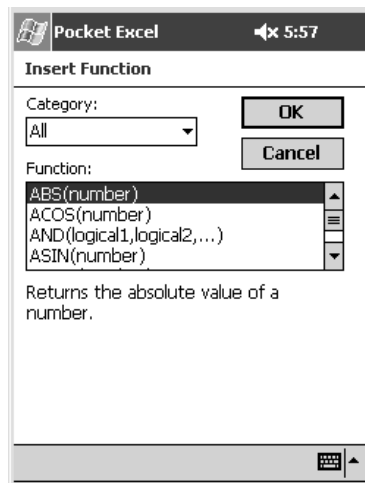 Pocket Excel 5:57
Insert Function
Category:
All
OK
Cancel
Function:
ABS(number)
ACOS(number)
AND(logical1,logical2,...)
ASIN(number)
Returns the absolute value of a
number.